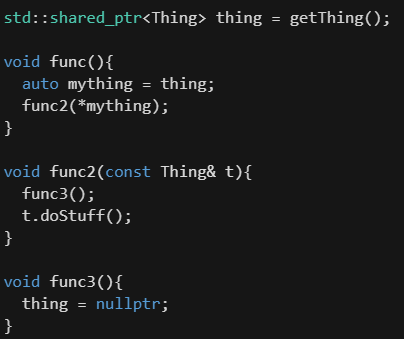 std::shared_ptr<Thing> thing = getThing();

void func(){
  auto mything = thing;
  func2(*mything);
}

void func2(const Thing& t){
  func3();
  t.doStuff();
}

void func3(){
  thing = nullptr;
}